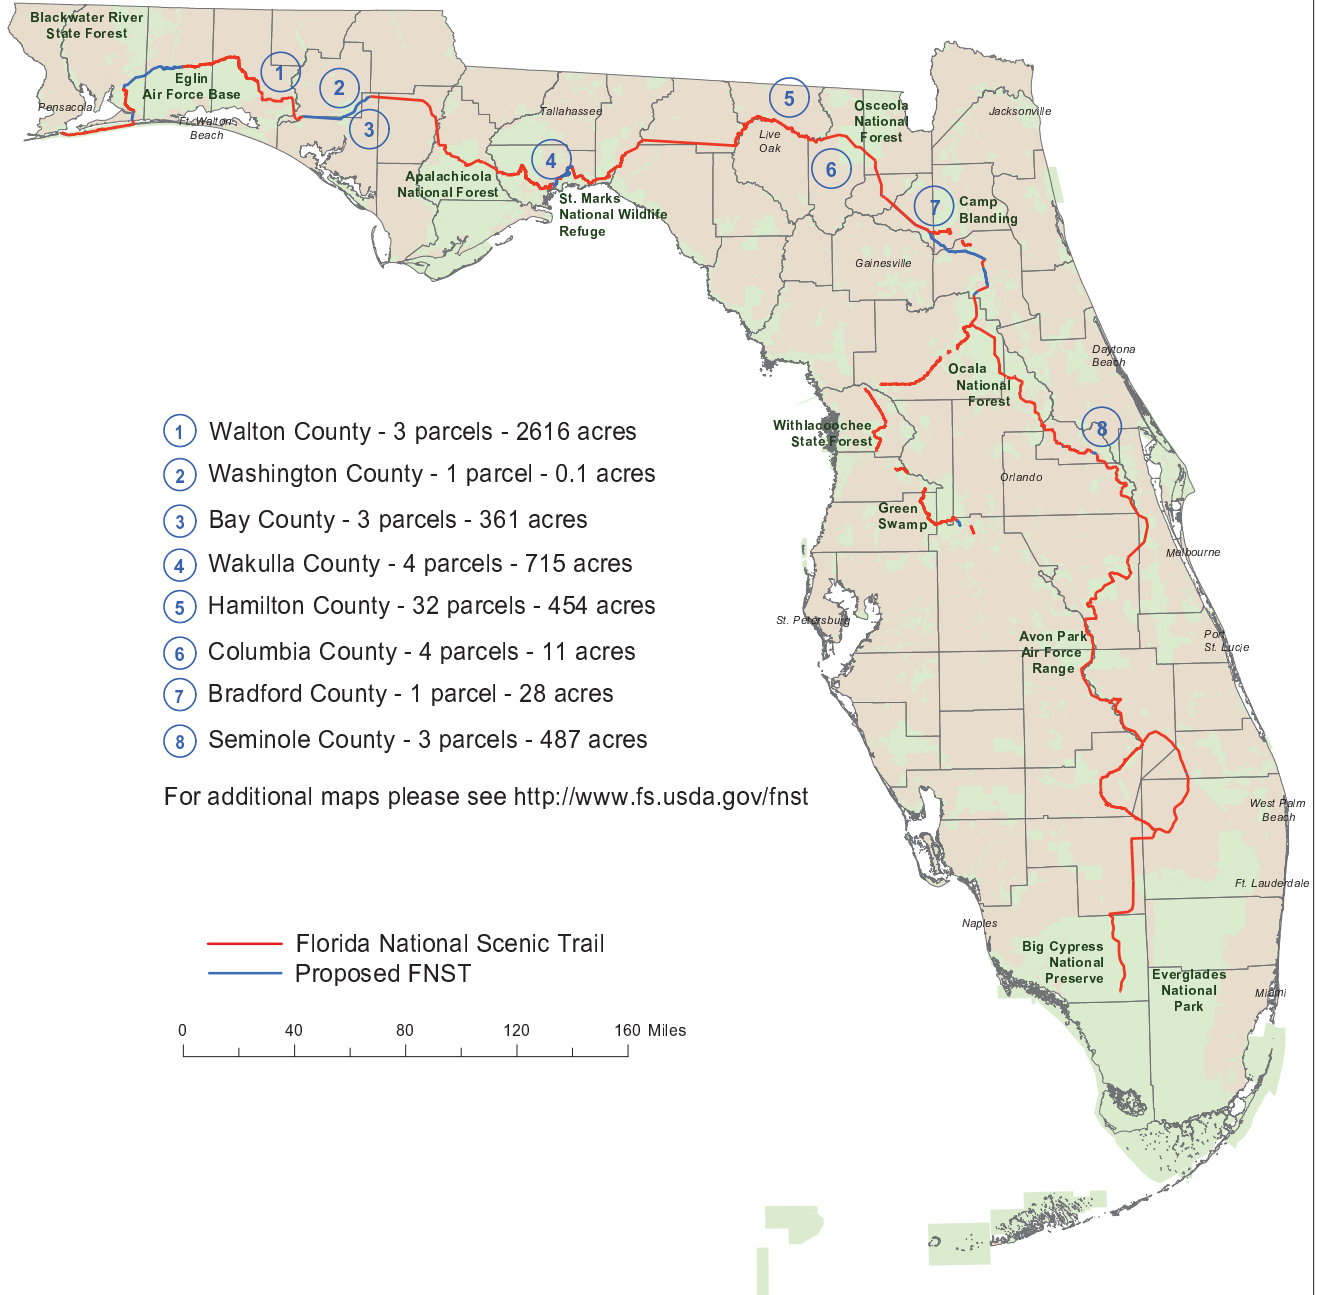 Blackwater River
State Forest
Eglin
Air Force Base
Pensacola
Ft. Walton
Beach
1
2
3
Tallahassee
4
Apalachicola
National Forest
St. Marks
National Wildlife
Refuge
5
Live
Oak
6
Osceola
National
Forest
Jacksonville
7
Camp
Blanding
Gainesville
Daytona
Beach
Ocala
National
Forest
Withlacoochee
State Forest
8
Orlando
Green
Swamp
Melbourne
St. Petersburg
Avon Park
Air Force
Range
Port
St. Lucie
West Palm
Beach
Ft. Lauderdale
Naples
Big Cypress
National
Preserve
Everglades
National
Park
Miami
1 Walton County - 3 parcels - 2616 acres
2 Washington County - 1 parcel - 0.1 acres
3 Bay County - 3 parcels - 361 acres
4 Wakulla County - 4 parcels - 715 acres
5 Hamilton County - 32 parcels - 454 acres
6 Columbia County - 4 parcels - 11 acres
7 Bradford County - 1 parcel - 28 acres
8 Seminole County - 3 parcels - 487 acres
For additional maps please see http://www.fs.usda.gov/fnst
Florida National Scenic Trail
Proposed FNST
0 40 80 120 160 Miles